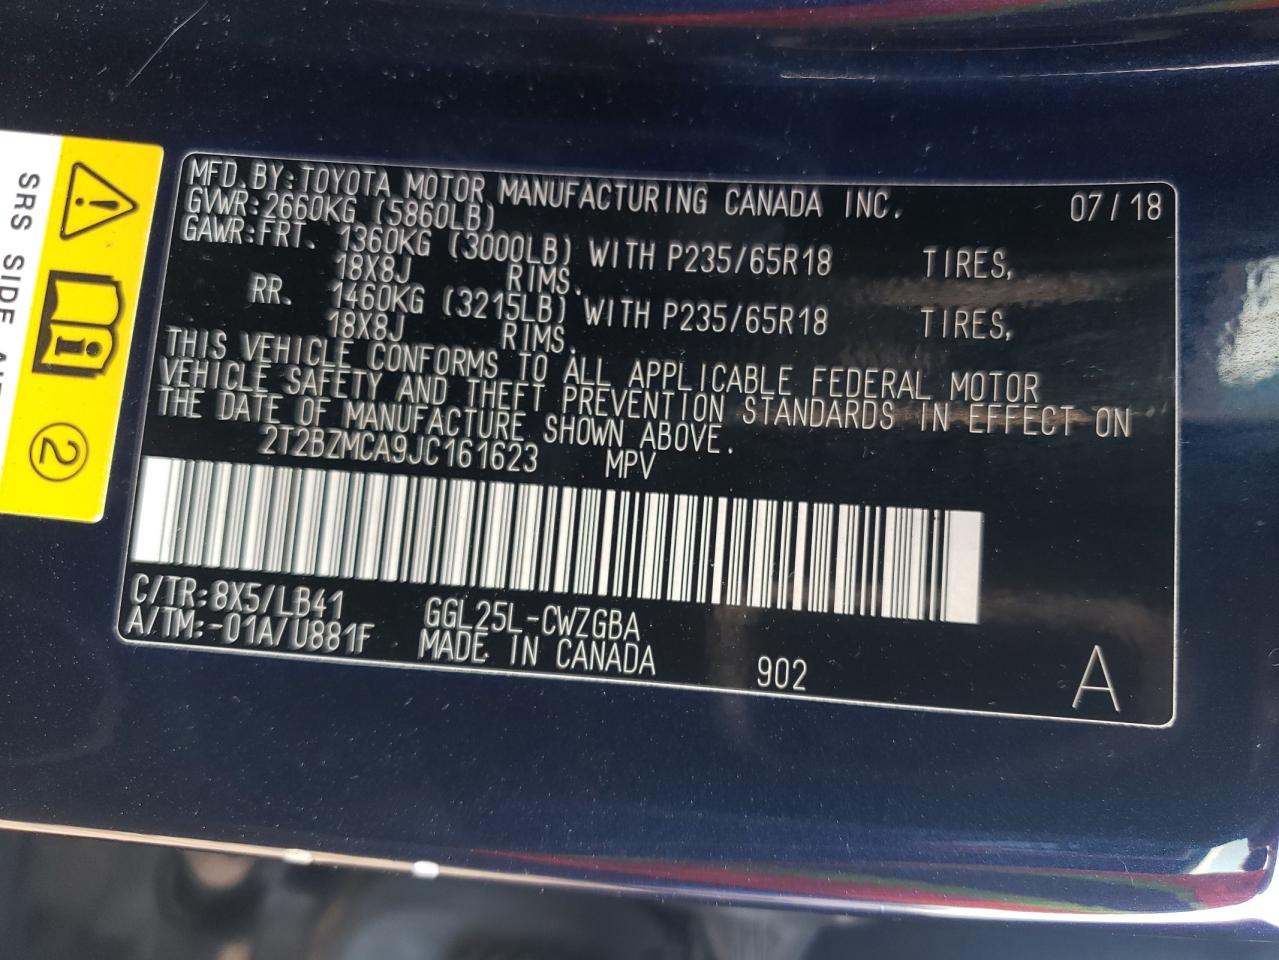 MFD. BY: TOYOTA MOTOR MANUFACTURING CANADA INC. 07/18
GVWR: 2660KG (5860LB)
GAWR: FRT. 1360KG (3000LB) WITH P235/65R18 TIRES,
18X8J RIMS.
RR. 1460KG (3215LB) WITH P235/65R18 TIRES,
18X8J RIMS.
THIS VEHICLE CONFORMS TO ALL APPLICABLE FEDERAL MOTOR
VEHICLE SAFETY AND THEFT PREVENTION STANDARDS IN EFFECT ON
THE DATE OF MANUFACTURE SHOWN ABOVE.
2T2BZMCA9JC161623 MPV
C/TR: 8X5/LB41 GGL25L-CWZGBA
A/TM: -01A/U881F MADE IN CANADA 902 A
SRS SIDE
2